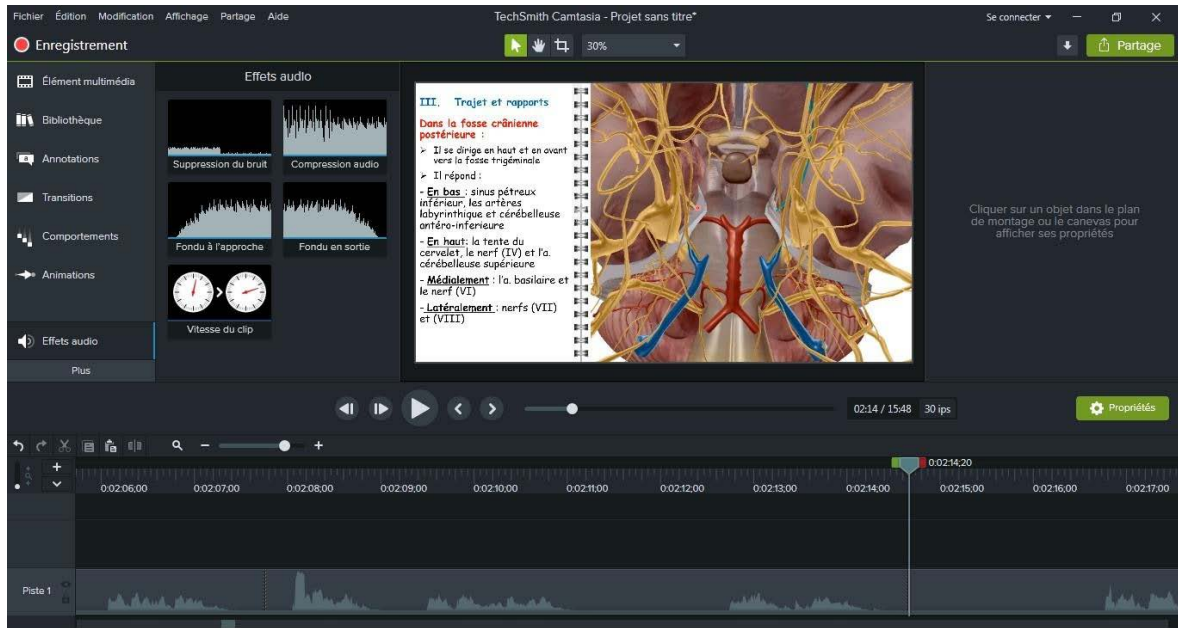 Fichier Édition Modification Affichage Partage Aide
TechSmith Camtasia - Projet sans titre*
Se connecter
Enregistrement
30%
Partage
Élément multimédia
Bibliothèque
Annotations
Transitions
Comportements
Animations
Effets audio
Plus
Effets audio
Suppression du bruit
Compression audio
Fondu à l'approche
Fondu en sortie
Vitesse du clip
III. Trajet et rapports
Dans la fosse crânienne
postérieure :
➢ Il se dirige en haut et en avant
vers la fosse trigéminale
➢ Il répond :
- En bas : sinus pétreux
inférieur, les artères
labyrinthique et cérébelleuse
antéro-inferieure
- En haut: la tente du
cervelet, le nerf (IV) et l'a.
cérébelleuse supérieure
- Médialement : l'a. basilaire et
le nerf (VI)
- Latéralement : nerfs (VII)
et (VIII)
Cliquer sur un objet dans le plan
de montage ou le canevas pour
afficher ses propriétés
02:14 / 15:48 30 ips
Propriétés
0:02:14;20
0:02:06;00 0:02:07;00 0:02:08;00 0:02:09;00 0:02:10;00 0:02:11;00 0:02:12;00 0:02:13;00 0:02:14;00 0:02:15;00 0:02:16;00 0:02:17;00
Piste 1